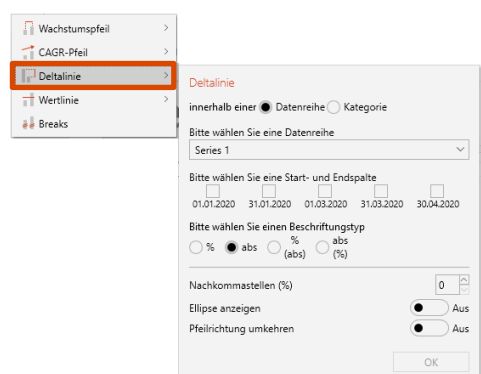 Wachstumspfeil
CAGR-Pfeil
Deltalinie
Wertlinie
Breaks
Deltalinie
innerhalb einer Datenreihe Kategorie
Bitte wählen Sie eine Datenreihe
Series 1
Bitte wählen Sie eine Start- und Endspalte
01.01.2020 31.01.2020 01.03.2020 31.03.2020 30.04.2020
Bitte wählen Sie einen Beschriftungstyp
% abs % (abs) abs (%)
Nachkommastellen (%) 0
Ellipse anzeigen Aus
Pfeilrichtung umkehren Aus
OK